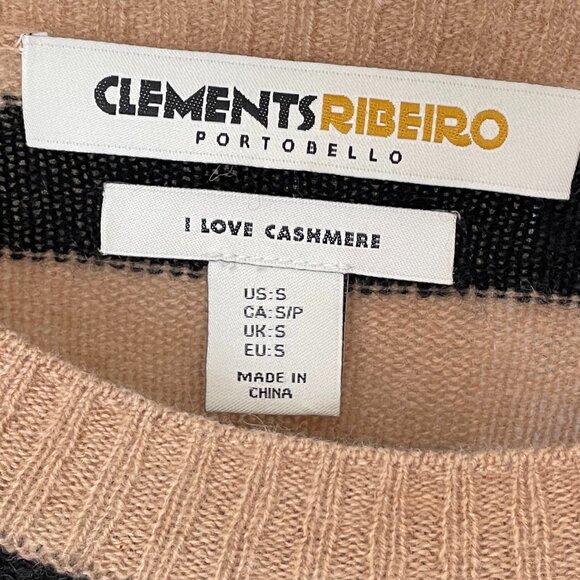 CLEMENTSRIBEIRO
PORTOBELLO
I LOVE CASHMERE
US:S
CA:S/P
UK:S
EU:S
MADE IN
CHINA